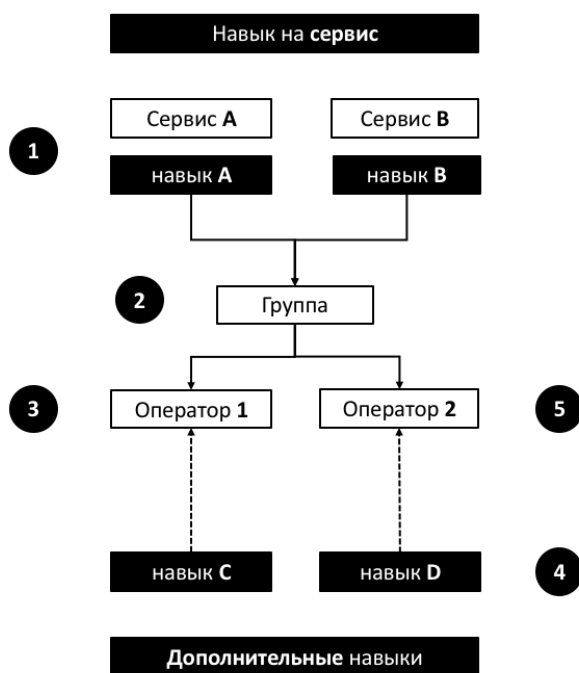 Навык на сервис
Сервис A
Сервис B
1
навык A
навык B
2
Группа
3
Оператор 1
Оператор 2
5
навык C
навык D
4
Дополнительные навыки